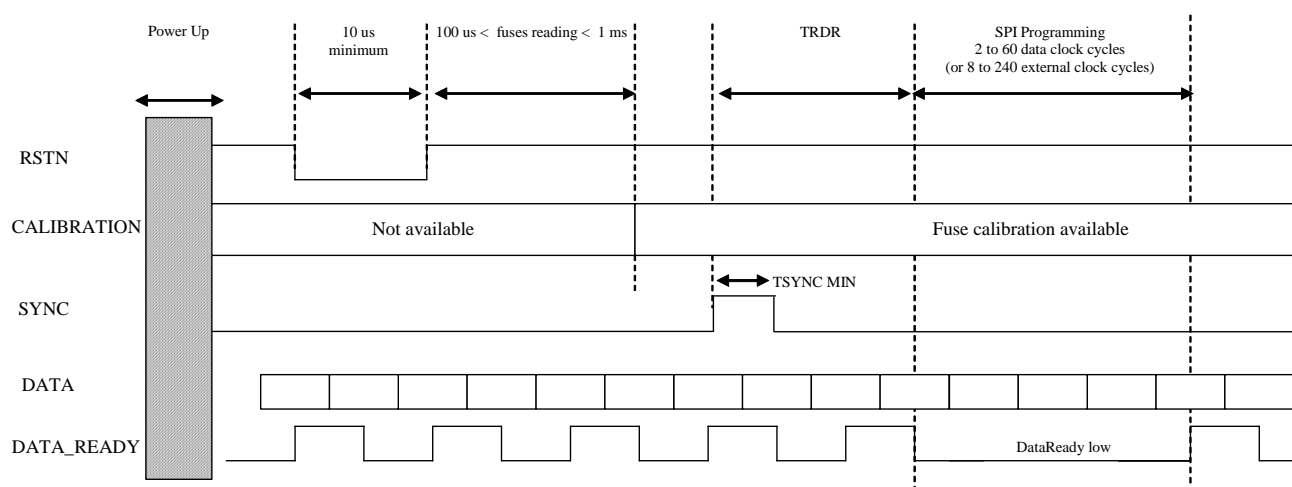 Power Up
10 us
minimum
100 us < fuses reading < 1 ms
TRDR
SPI Programming
2 to 60 data clock cycles
(or 8 to 240 external clock cycles)
RSTN
CALIBRATION
Not available
Fuse calibration available
TSYNC MIN
SYNC
DATA
DATA_READY
DataReady low